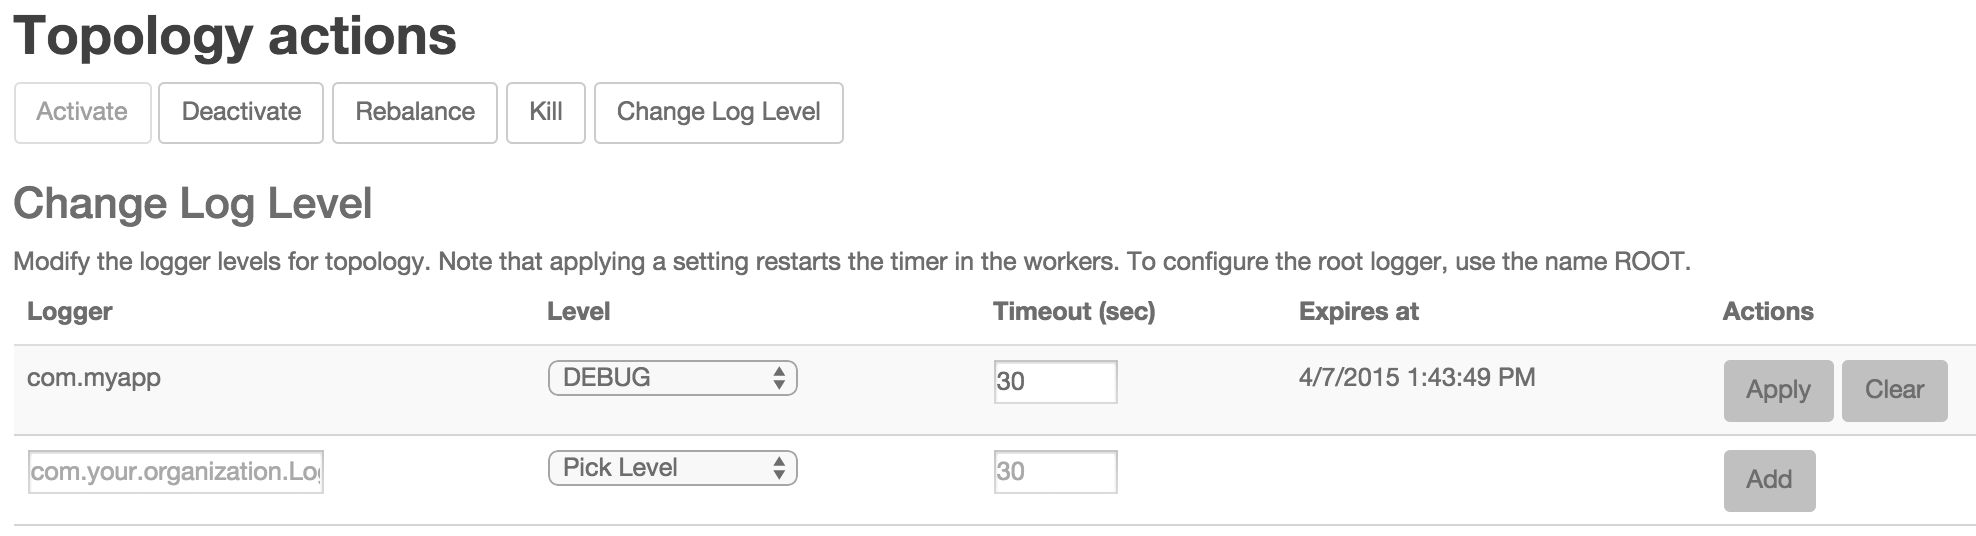 Topology actions
Activate Deactivate Rebalance Kill Change Log Level
Change Log Level
Modify the logger levels for topology. Note that applying a setting restarts the timer in the workers. To configure the root logger, use the name ROOT.
Logger Level Timeout (sec) Expires at Actions
com.myapp DEBUG 30 4/7/2015 1:43:49 PM Apply Clear
com.your.organization.Log Pick Level 30 Add